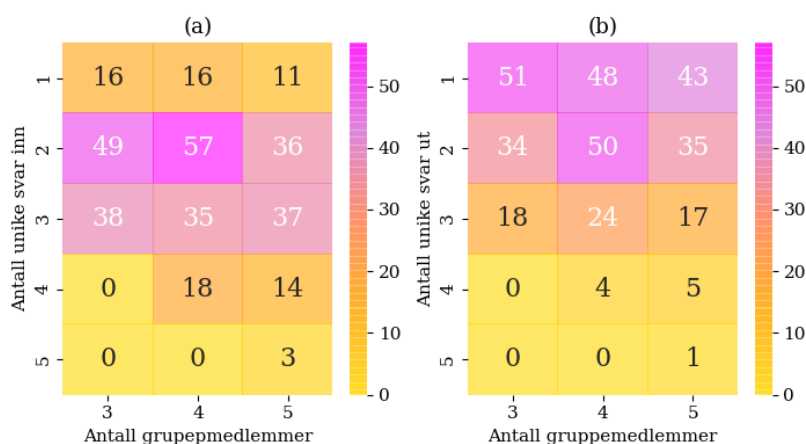 (a)
Antall unike svar inn
1 16 16 11
2 49 57 36
3 38 35 37
4 0 18 14
5 0 0 3
3 4 5
Antall grupepmedlemmer
50
40
30
20
10
0
(b)
Antall unike svar ut
1 51 48 43
2 34 50 35
3 18 24 17
4 0 4 5
5 0 0 1
3 4 5
Antall gruppemedlemmer
50
40
30
20
10
0